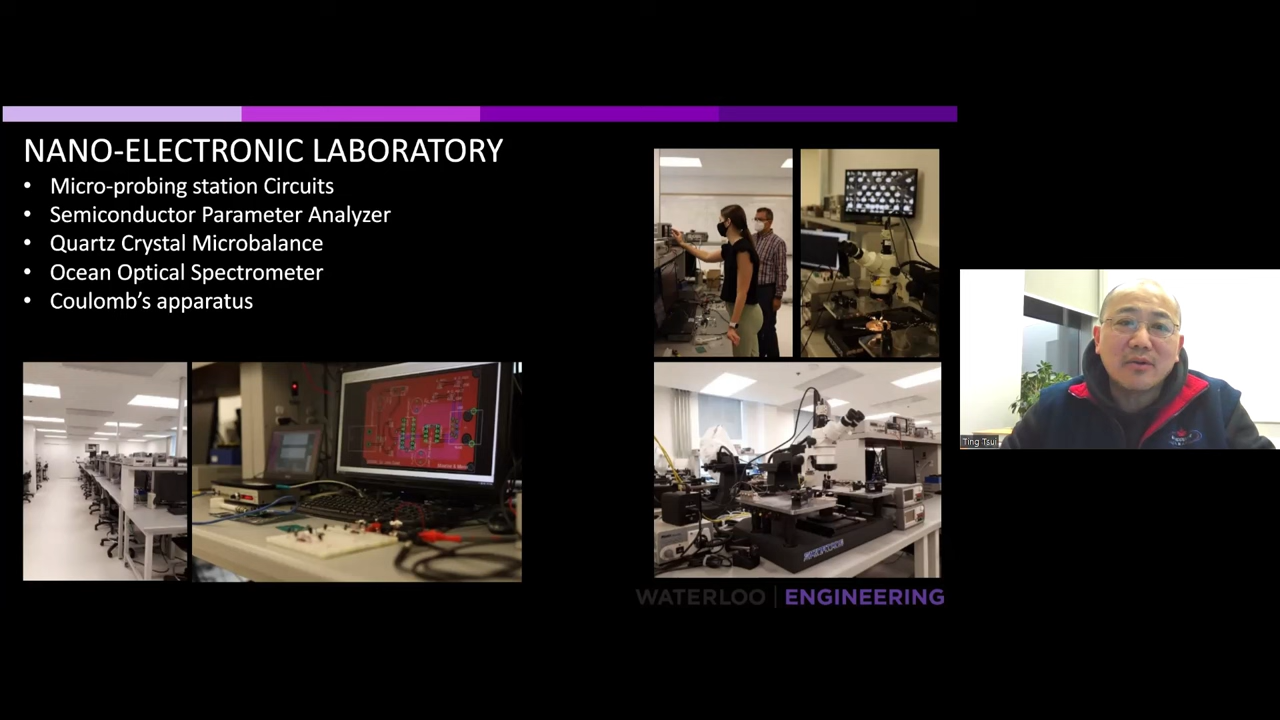 NANO-ELECTRONIC LABORATORY
• Micro-probing station Circuits
• Semiconductor Parameter Analyzer
• Quartz Crystal Microbalance
• Ocean Optical Spectrometer
• Coulomb’s apparatus
WATERLOO | ENGINEERING
Ting Tsui